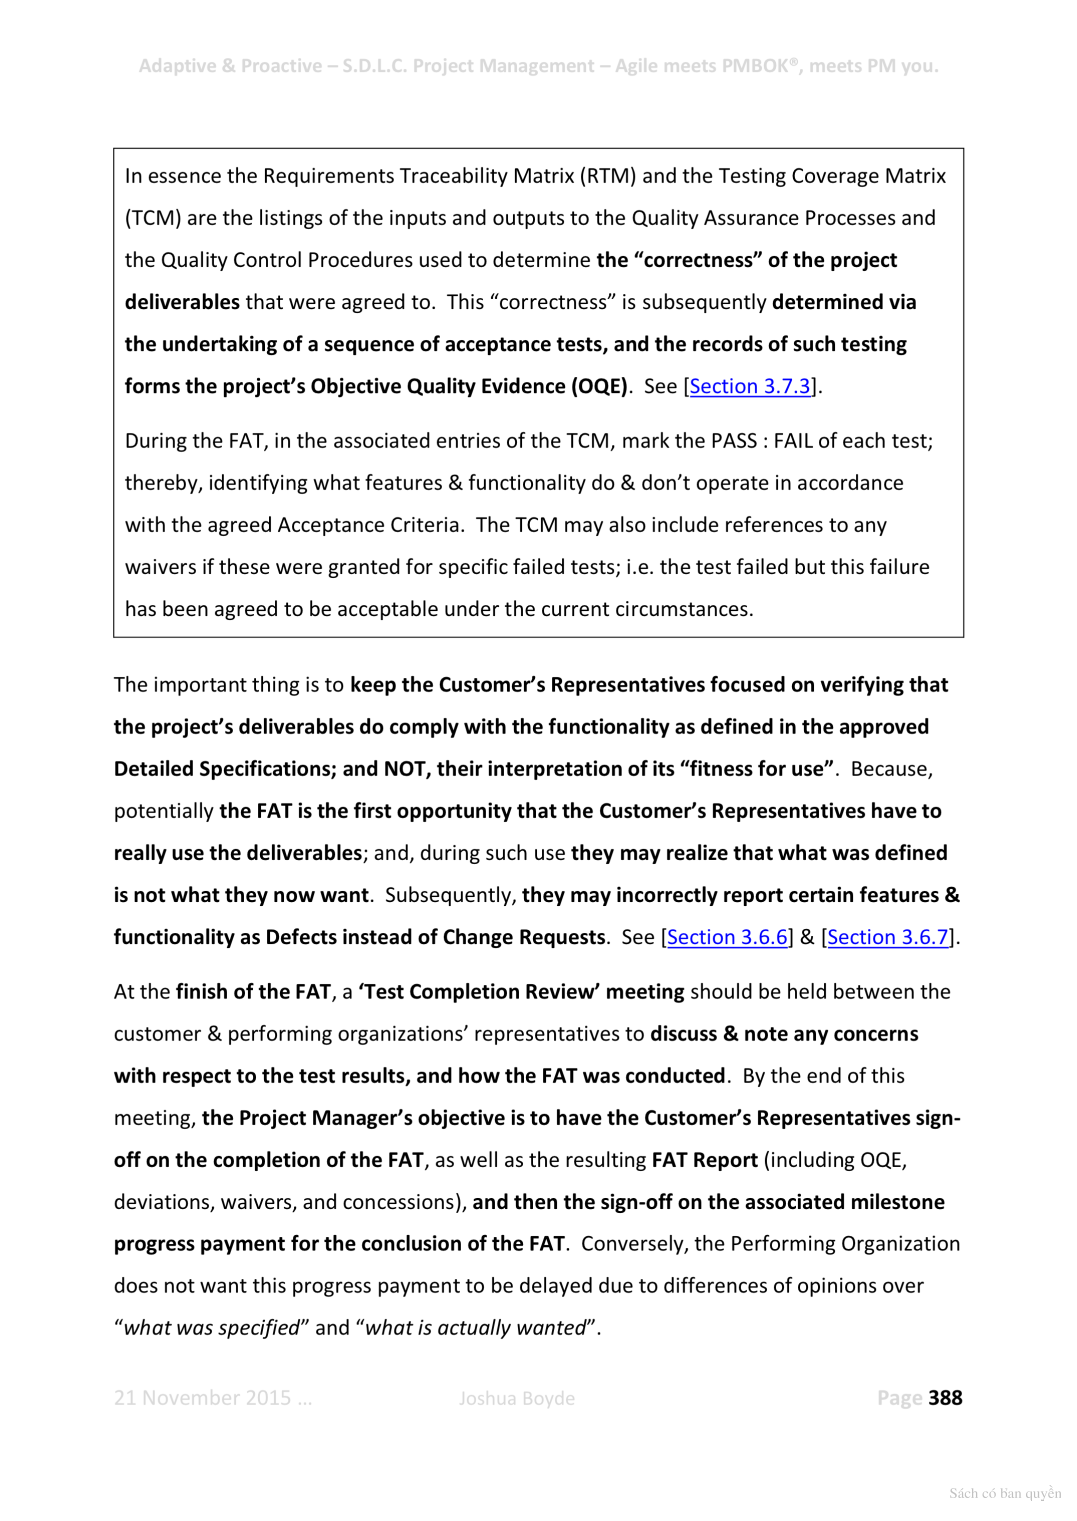 Adaptive & Proactive – S.D.L.C. Project Management – Agile meets PMBOK®, meets PM you.
In essence the Requirements Traceability Matrix (RTM) and the Testing Coverage Matrix
(TCM) are the listings of the inputs and outputs to the Quality Assurance Processes and
the Quality Control Procedures used to determine the “correctness” of the project
deliverables that were agreed to.  This “correctness” is subsequently determined via
the undertaking of a sequence of acceptance tests, and the records of such testing
forms the project’s Objective Quality Evidence (OQE).  See [Section 3.7.3].
During the FAT, in the associated entries of the TCM, mark the PASS : FAIL of each test;
thereby, identifying what features & functionality do & don’t operate in accordance
with the agreed Acceptance Criteria.  The TCM may also include references to any
waivers if these were granted for specific failed tests; i.e. the test failed but this failure
has been agreed to be acceptable under the current circumstances.
The important thing is to keep the Customer’s Representatives focused on verifying that
the project’s deliverables do comply with the functionality as defined in the approved
Detailed Specifications; and NOT, their interpretation of its “fitness for use”.  Because,
potentially the FAT is the first opportunity that the Customer’s Representatives have to
really use the deliverables; and, during such use they may realize that what was defined
is not what they now want.  Subsequently, they may incorrectly report certain features &
functionality as Defects instead of Change Requests.  See [Section 3.6.6] & [Section 3.6.7].
At the finish of the FAT, a ‘Test Completion Review’ meeting should be held between the
customer & performing organizations’ representatives to discuss & note any concerns
with respect to the test results, and how the FAT was conducted.  By the end of this
meeting, the Project Manager’s objective is to have the Customer’s Representatives sign-
off on the completion of the FAT, as well as the resulting FAT Report (including OQE,
deviations, waivers, and concessions), and then the sign-off on the associated milestone
progress payment for the conclusion of the FAT.  Conversely, the Performing Organization
does not want this progress payment to be delayed due to differences of opinions over
“what was specified” and “what is actually wanted”.
21 November 2015 … Joshua Boyde Page 388
Sách có bản quyền